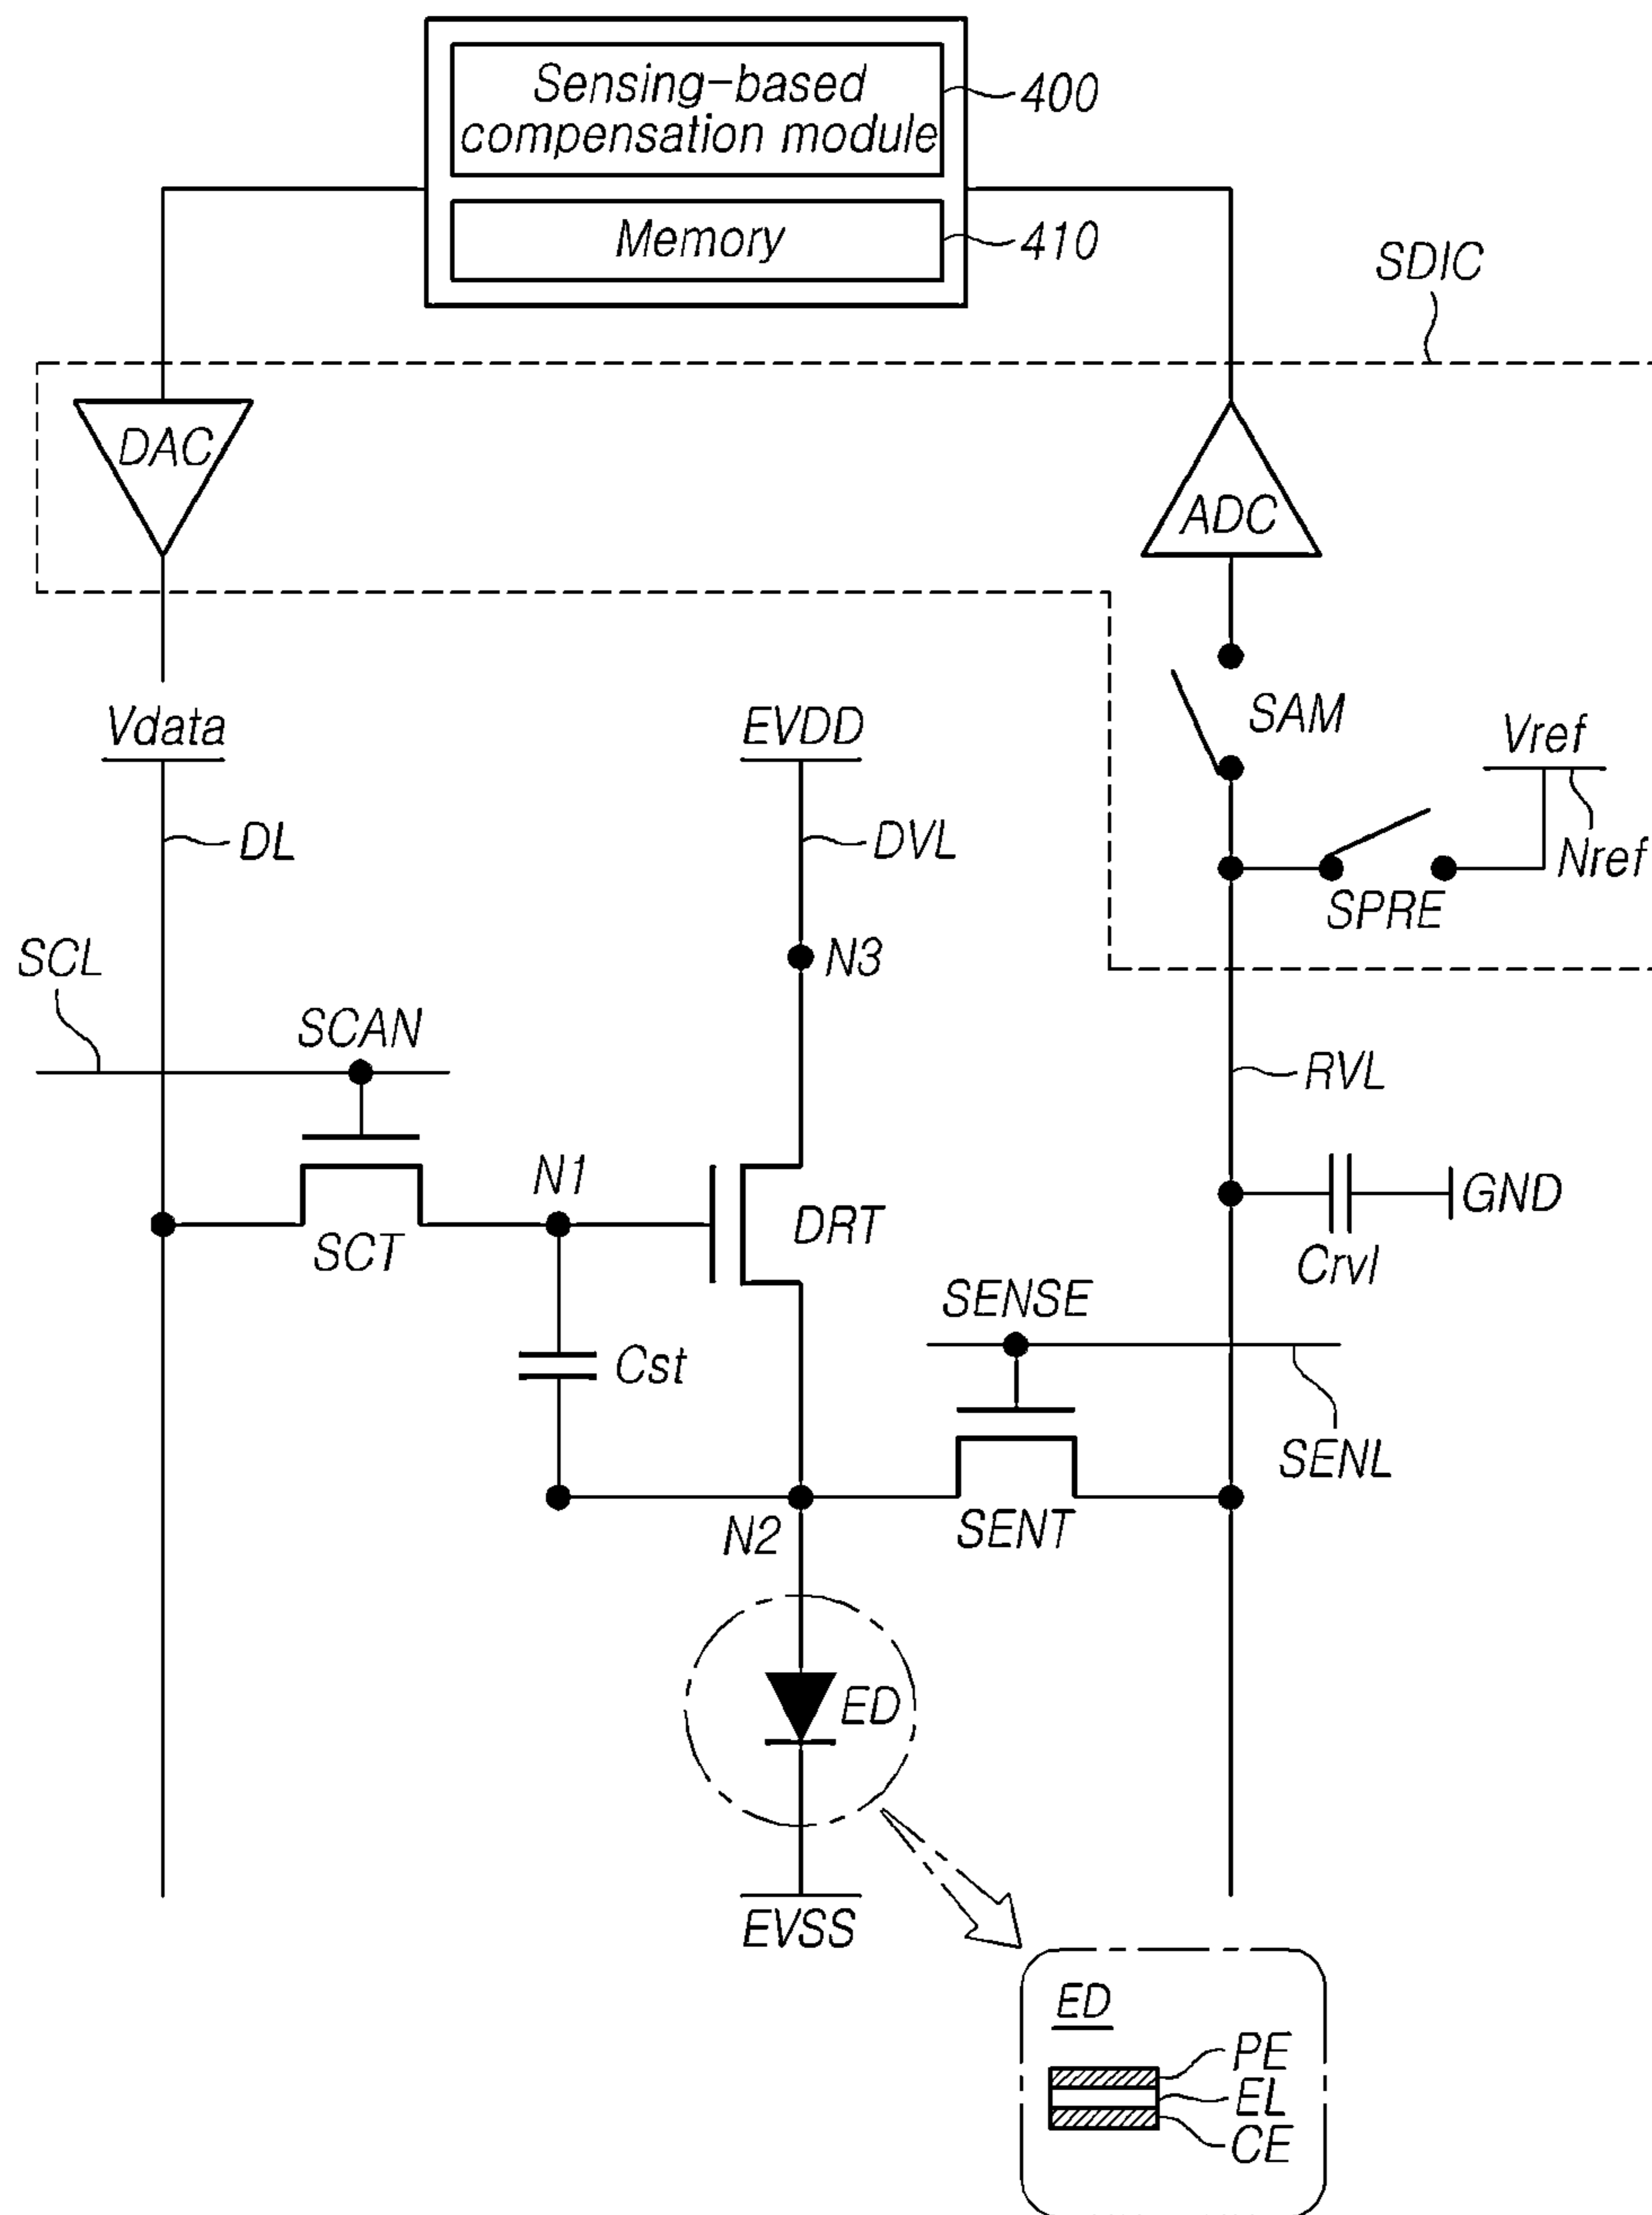 Sensing-based
compensation module
400
Memory
410
SDIC
DAC
ADC
Vdata
EVDD
SAM
Vref
DL
DVL
Nref
SPRE
SCL
N3
SCAN
RVL
N1
DRT
GND
SCT
Crvl
SENSE
Cst
SENL
N2
SENT
ED
EVSS
ED
PE
EL
CE